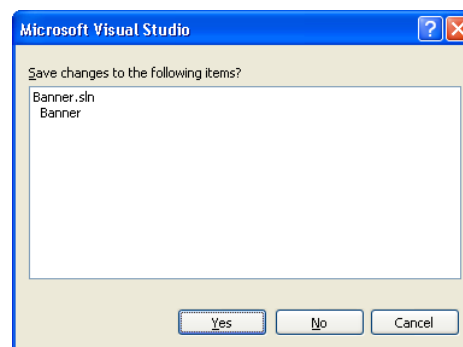 Microsoft Visual Studio
Save changes to the following items?
Banner.sln
Banner
Yes No Cancel